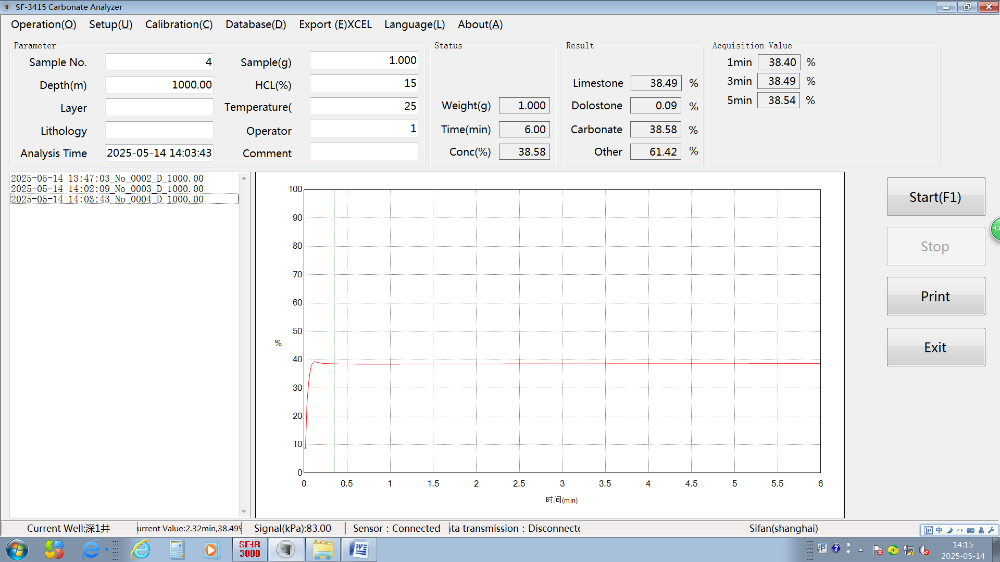 SF-3415 Carbonate Analyzer
Operation(O) Setup(U) Calibration(C) Database(D) Export (E)XCEL Language(L) About(A)
Parameter
Sample No. 4 Sample(g) 1.000
Depth(m) 1000.00 HCL(%) 15
Layer Temperature( 25
Lithology Operator 1
Analysis Time 2025-05-14 14:03:43 Comment
Status
Weight(g) 1.000
Time(min) 6.00
Conc(%) 38.58
Result
Limestone 38.49 %
Dolostone 0.09 %
Carbonate 38.58 %
Other 61.42 %
Acquisition Value
1min 38.40 %
3min 38.49 %
5min 38.54 %
2025-05-14 13:47:03_No_0002_D_1000.00
2025-05-14 14:02:09_No_0003_D_1000.00
2025-05-14 14:03:43_No_0004_D_1000.00
100
90
80
70
60
50
%
40
30
20
10
0
0 0.5 1 1.5 2 2.5 3 3.5 4 4.5 5 5.5 6
时间(min)
Start(F1)
43
Stop
Print
Exit
Current Well:深1井 urrent Value:2.32min,38.49% Signal(kPa):83.00 Sensor : Connected ata transmission : Disconnecte Sifan(shanghai)
中
SF-IR
3000
14:15
2025-05-14